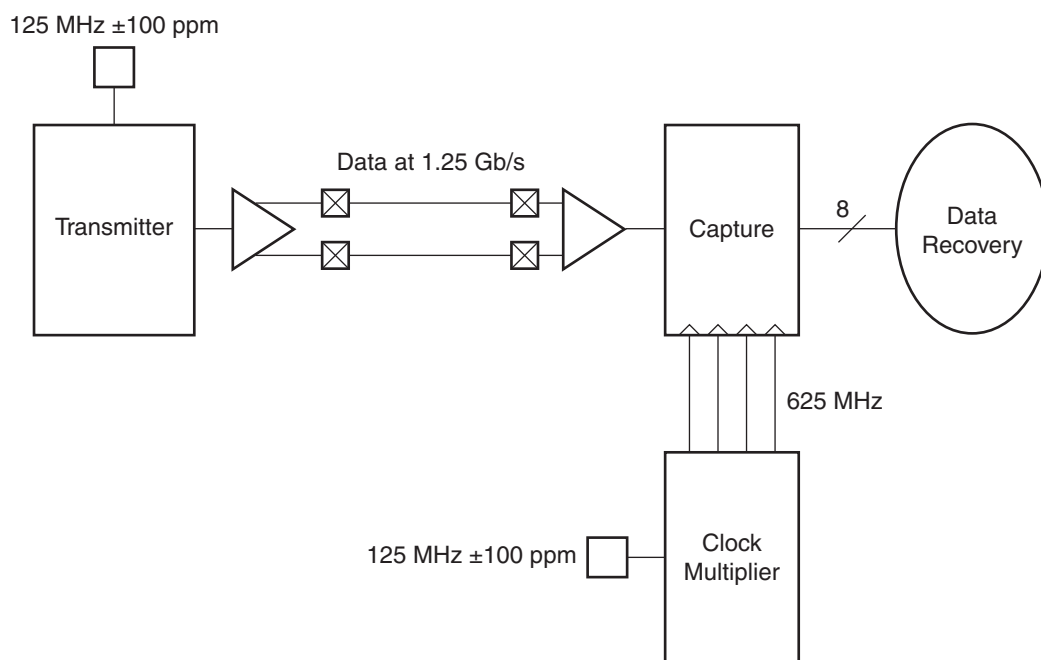 125 MHz ±100 ppm
Transmitter
Data at 1.25 Gb/s
Capture
8
Data
Recovery
625 MHz
125 MHz ±100 ppm
Clock
Multiplier